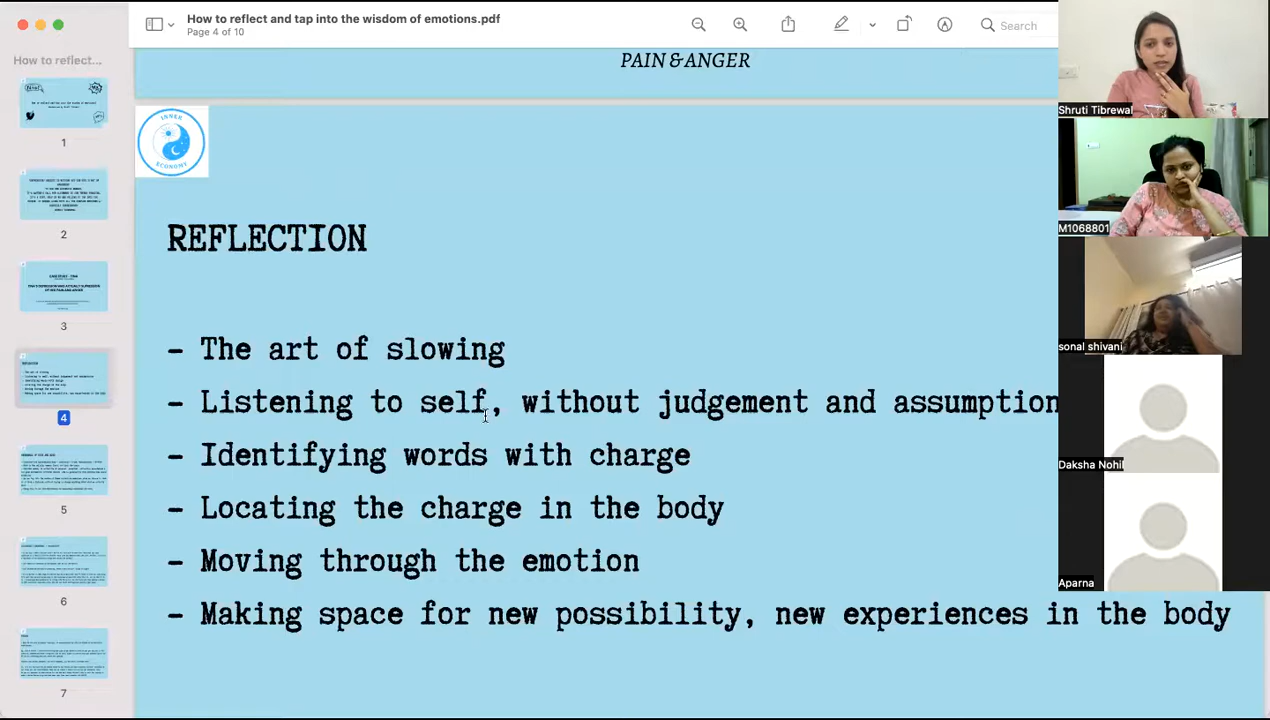 How to reflect and tap into the wisdom of emotions.pdf
Page 4 of 10
Search
How to reflect...
1
2
3
4
5
6
7
PAIN & ANGER
INNER
ECONOMY
REFLECTION
- The art of slowing
- Listening to self, without judgement and assumption
- Identifying words with charge
- Locating the charge in the body
- Moving through the emotion
- Making space for new possibility, new experiences in the body
Shruti Tibrewal
M1068801
sonal shivani
Daksha Nohil
Aparna